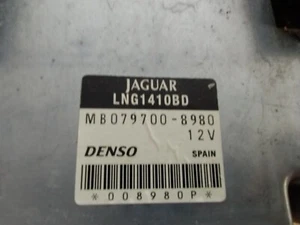 JAGUAR
LNG1410BD
MB079700-8980
12V
DENSO SPAIN
*008980P*